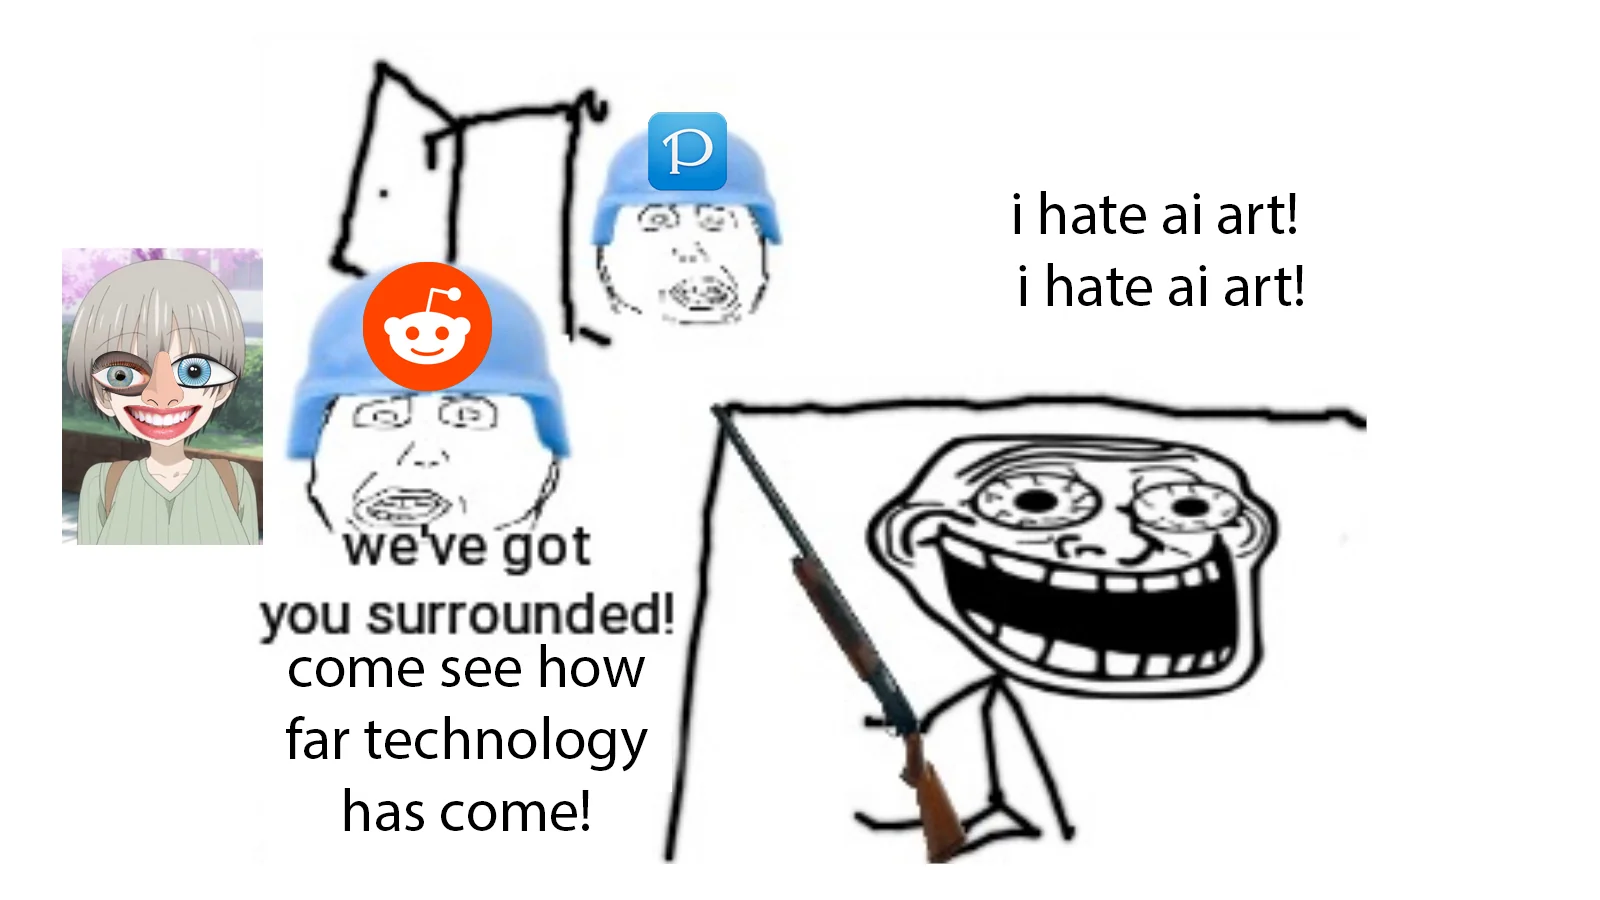 P
i hate ai art!
i hate ai art!
we've got
you surrounded!
come see how
far technology
has come!